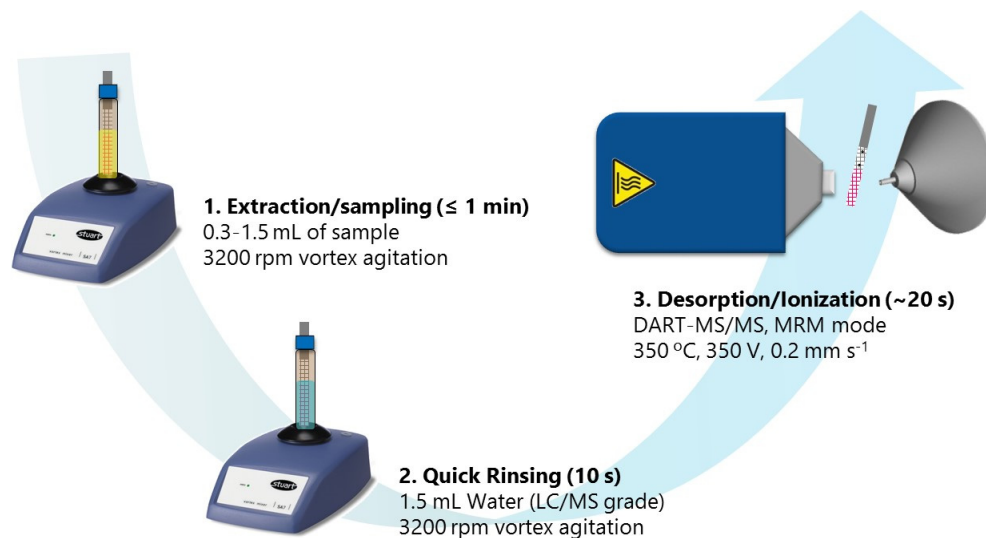 stuart
1. Extraction/sampling (≤ 1 min)
0.3-1.5 mL of sample
3200 rpm vortex agitation
3. Desorption/Ionization (~20 s)
DART-MS/MS, MRM mode
350 ºC, 350 V, 0.2 mm s⁻¹
stuart
2. Quick Rinsing (10 s)
1.5 mL Water (LC/MS grade)
3200 rpm vortex agitation